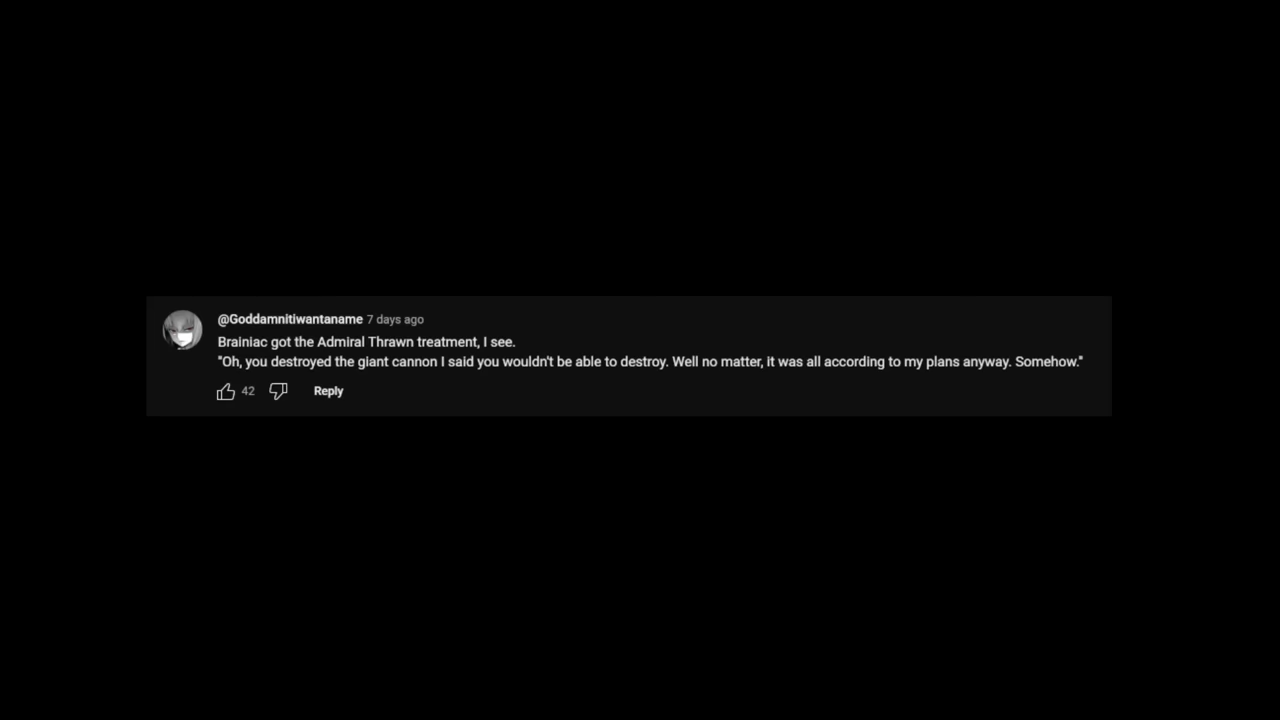 @Goddamnitiwantaname 7 days ago
Brainiac got the Admiral Thrawn treatment, I see.
"Oh, you destroyed the giant cannon I said you wouldn't be able to destroy. Well no matter, it was all according to my plans anyway. Somehow."
42 Reply